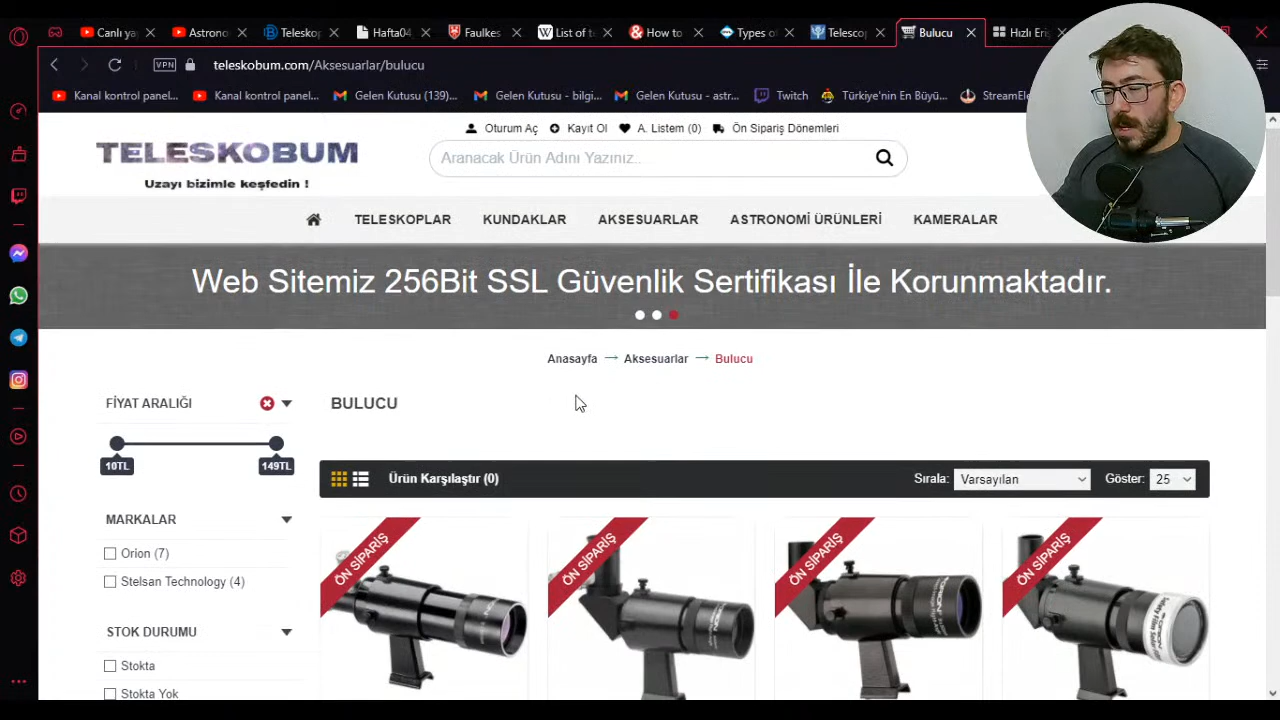 Canlı ya
Astrono
Teleskop
Hafta04
Faulkes
List of t
How to
Types o
Telescop
Bulucu
Hızlı Eri
VPN
teleskobum.com/Aksesuarlar/bulucu
Kanal kontrol panel...
Kanal kontrol panel...
Gelen Kutusu (139)...
Gelen Kutusu - bilgi...
Gelen Kutusu - astr...
Twitch
Türkiye'nin En Büyü...
StreamEle
TELESKOBUM
Uzayı bizimle keşfedin !
Oturum Aç
Kayıt Ol
A. Listem (0)
Ön Sipariş Dönemleri
Aranacak Ürün Adını Yazınız..
TELESKOPLAR
KUNDAKLAR
AKSESUARLAR
ASTRONOMİ ÜRÜNLERİ
KAMERALAR
Web Sitemiz 256Bit SSL Güvenlik Sertifikası İle Korunmaktadır.
Anasayfa → Aksesuarlar → Bulucu
FİYAT ARALIĞI
10TL
149TL
MARKALAR
Orion (7)
Stelsan Technology (4)
STOK DURUMU
Stokta
Stokta Yok
BULUCU
Ürün Karşılaştır (0)
Sırala:
Varsayılan
Göster:
25
ÖN SİPARİŞ
ÖN SİPARİŞ
ÖN SİPARİŞ
ÖN SİPARİŞ